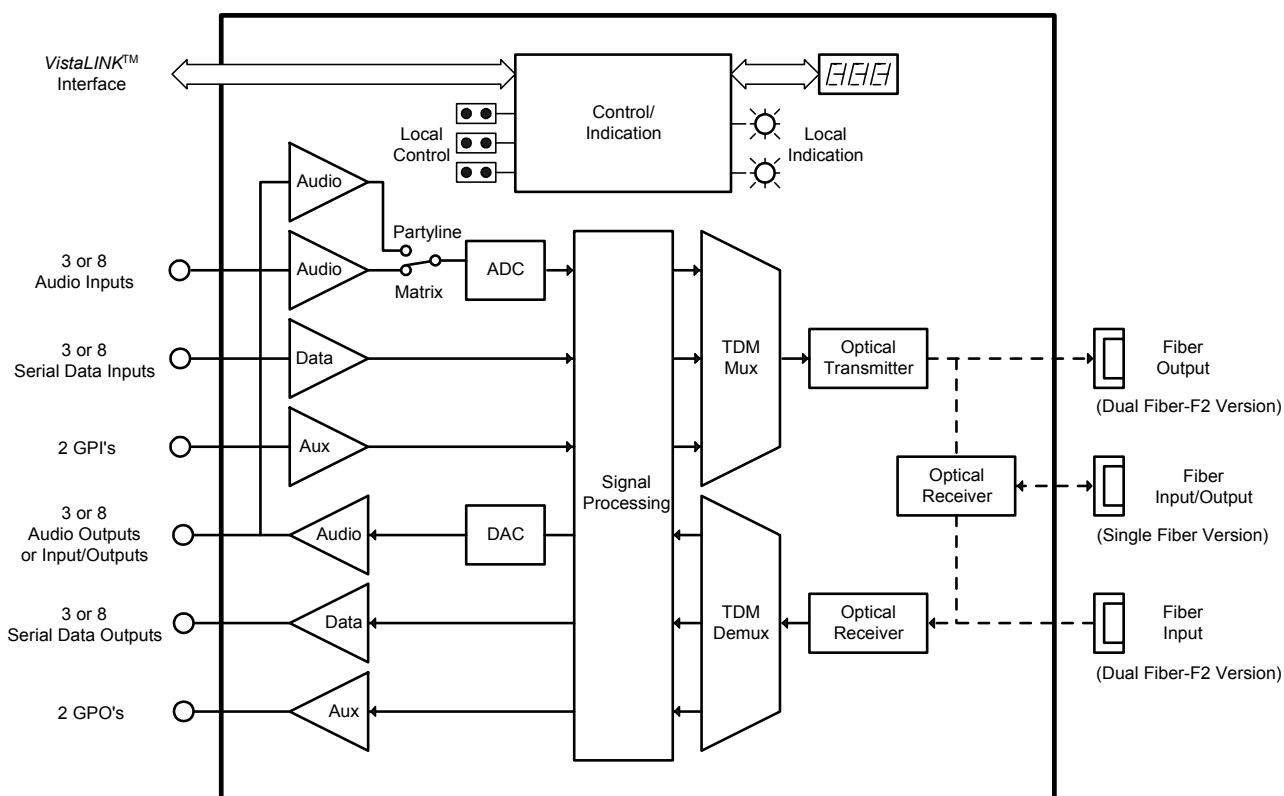 VistaLINK™
Interface
Control/
Indication
Local
Control
Local
Indication
Audio
Partyline
3 or 8
Audio Inputs
Audio
Matrix
ADC
3 or 8
Serial Data Inputs
Data
TDM
Mux
Optical
Transmitter
Fiber
Output
(Dual Fiber-F2 Version)
2 GPI's
Aux
Signal
Processing
Optical
Receiver
Fiber
Input/Output
(Single Fiber Version)
3 or 8
Audio Outputs
or Input/Outputs
Audio
DAC
3 or 8
Serial Data Outputs
Data
TDM
Demux
Optical
Receiver
Fiber
Input
(Dual Fiber-F2 Version)
2 GPO's
Aux